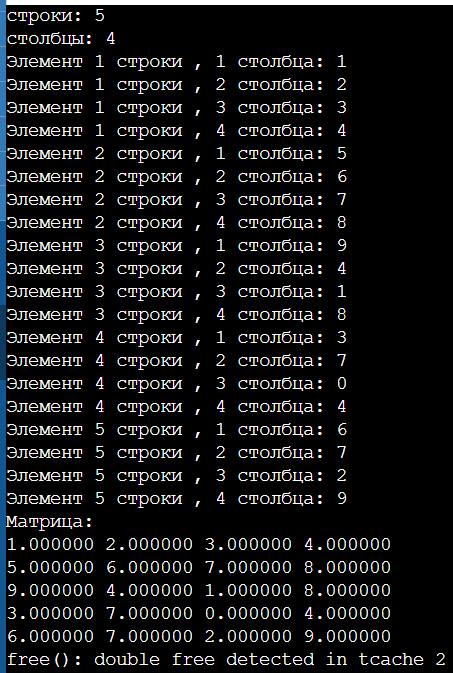 строки: 5
столбцы: 4
Элемент 1 строки , 1 столбца: 1
Элемент 1 строки , 2 столбца: 2
Элемент 1 строки , 3 столбца: 3
Элемент 1 строки , 4 столбца: 4
Элемент 2 строки , 1 столбца: 5
Элемент 2 строки , 2 столбца: 6
Элемент 2 строки , 3 столбца: 7
Элемент 2 строки , 4 столбца: 8
Элемент 3 строки , 1 столбца: 9
Элемент 3 строки , 2 столбца: 4
Элемент 3 строки , 3 столбца: 1
Элемент 3 строки , 4 столбца: 8
Элемент 4 строки , 1 столбца: 3
Элемент 4 строки , 2 столбца: 7
Элемент 4 строки , 3 столбца: 0
Элемент 4 строки , 4 столбца: 4
Элемент 5 строки , 1 столбца: 6
Элемент 5 строки , 2 столбца: 7
Элемент 5 строки , 3 столбца: 2
Элемент 5 строки , 4 столбца: 9
Матрица:
1.000000 2.000000 3.000000 4.000000
5.000000 6.000000 7.000000 8.000000
9.000000 4.000000 1.000000 8.000000
3.000000 7.000000 0.000000 4.000000
6.000000 7.000000 2.000000 9.000000
free(): double free detected in tcache 2